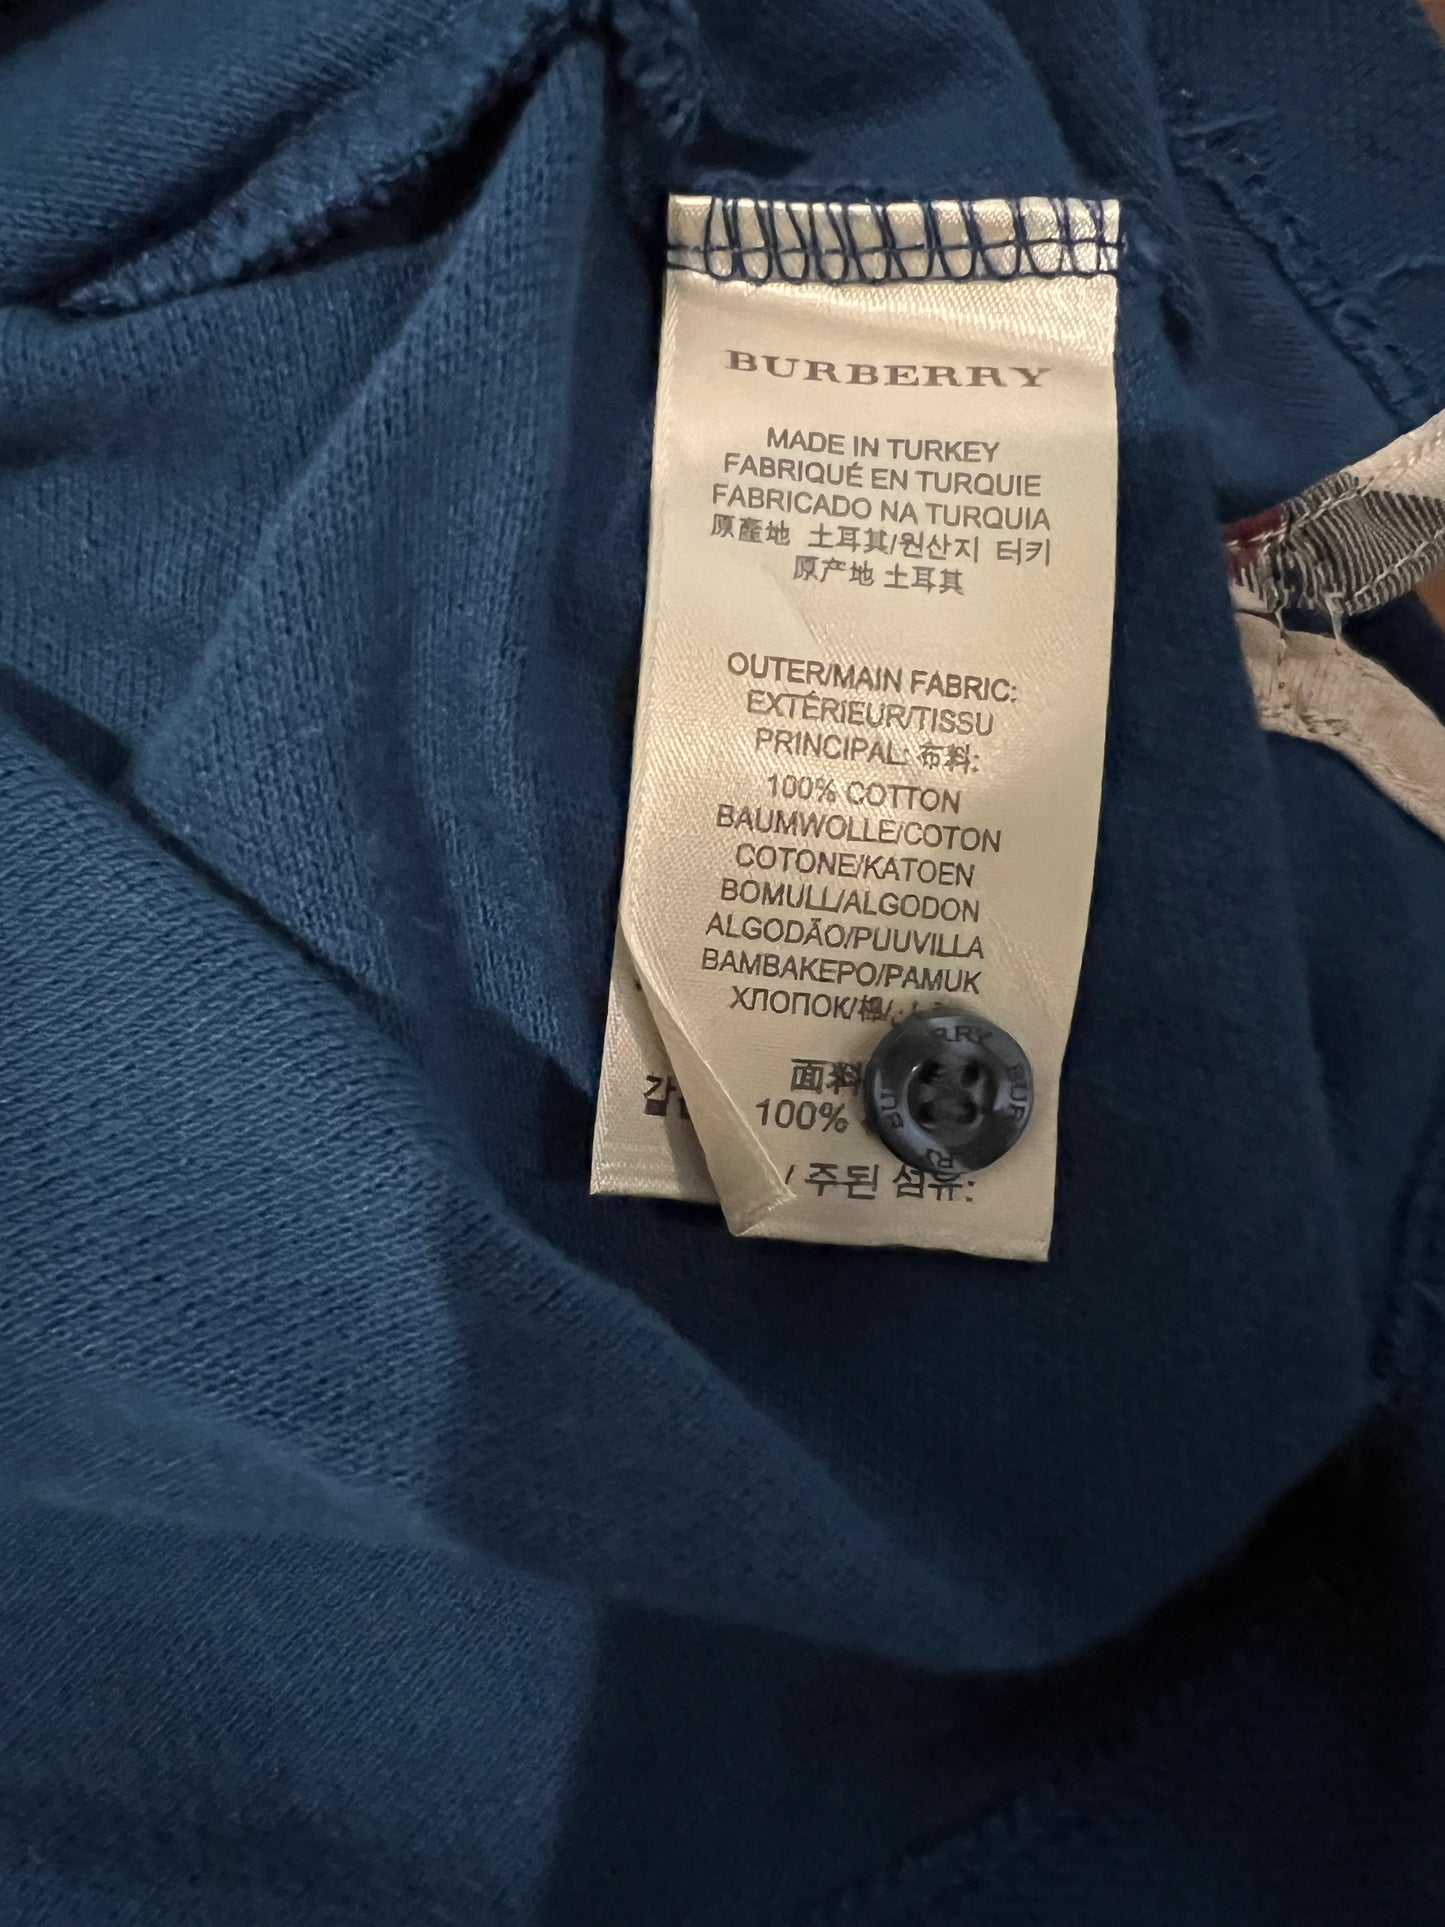 BURBERRY
MADE IN TURKEY
FABRIQUÉ EN TURQUIE
FABRICADO NA TURQUIA
原產地 土耳其/원산지 터키
原产地 土耳其
OUTER/MAIN FABRIC:
EXTÉRIEUR/TISSU
PRINCIPAL: 布料:
100% COTTON
BAUMWOLLE/COTON
COTONE/KATOEN
BOMULL/ALGODON
ALGODÃO/PUUVILLA
BAMBAKEPO/PAMUK
ХЛОПОК/棉/
面料
100%
/ 주된 섬유: